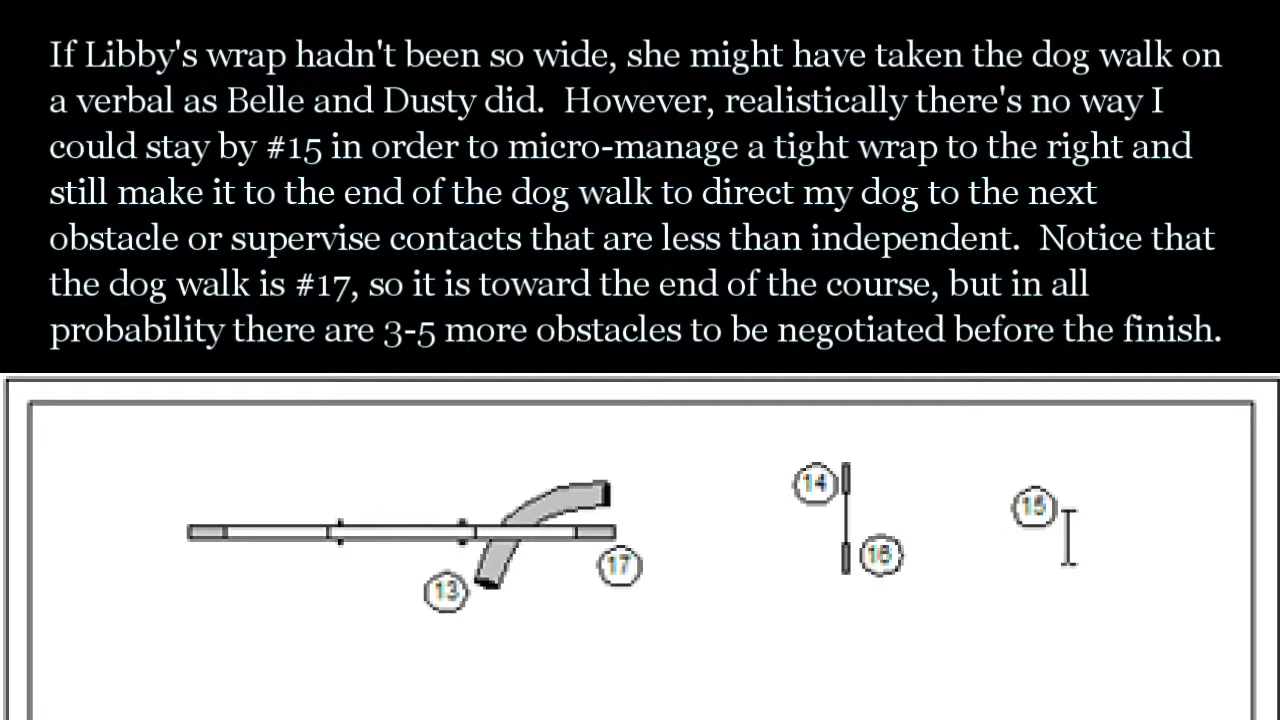 If Libby's wrap hadn't been so wide, she might have taken the dog walk on
a verbal as Belle and Dusty did.  However, realistically there's no way I
could stay by #15 in order to micro-manage a tight wrap to the right and
still make it to the end of the dog walk to direct my dog to the next
obstacle or supervise contacts that are less than independent.  Notice that
the dog walk is #17, so it is toward the end of the course, but in all
probability there are 3-5 more obstacles to be negotiated before the finish.
14
15
16
17
13